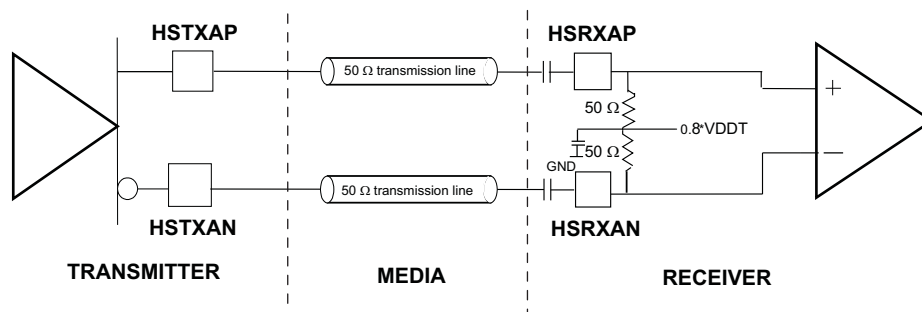 HSTXAP
HSRXAP
50 Ω transmission line
+
50 Ω
0.8*VDDT
50 Ω
GND
−
50 Ω transmission line
HSTXAN
HSRXAN
TRANSMITTER
MEDIA
RECEIVER